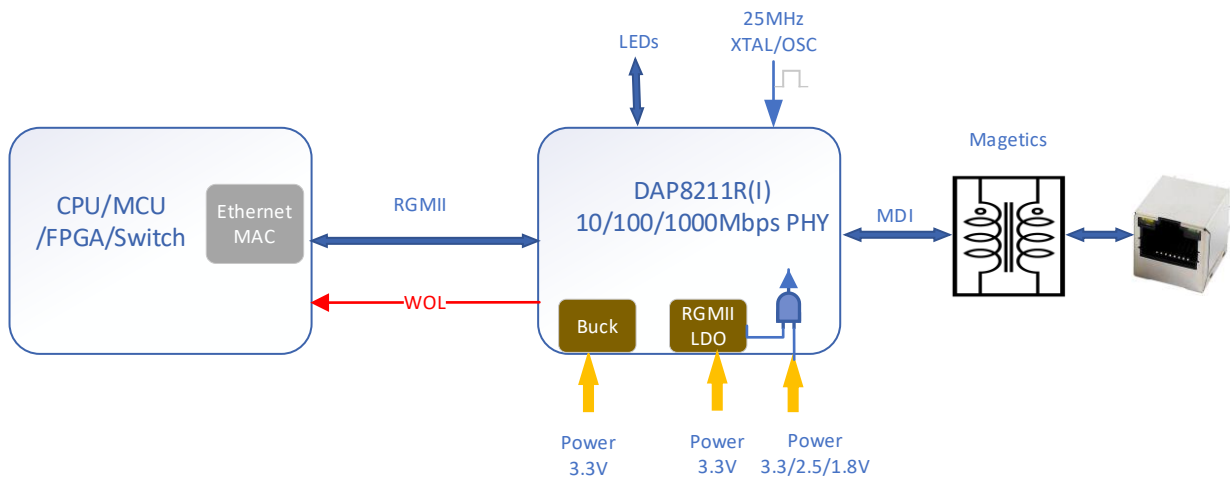 25MHz
XTAL/OSC
LEDs
Magetics
CPU/MCU
/FPGA/Switch
Ethernet
MAC
RGMII
DAP8211R(I)
10/100/1000Mbps PHY
MDI
WOL
Buck
RGMII
LDO
Power
3.3V
Power
3.3V
Power
3.3/2.5/1.8V